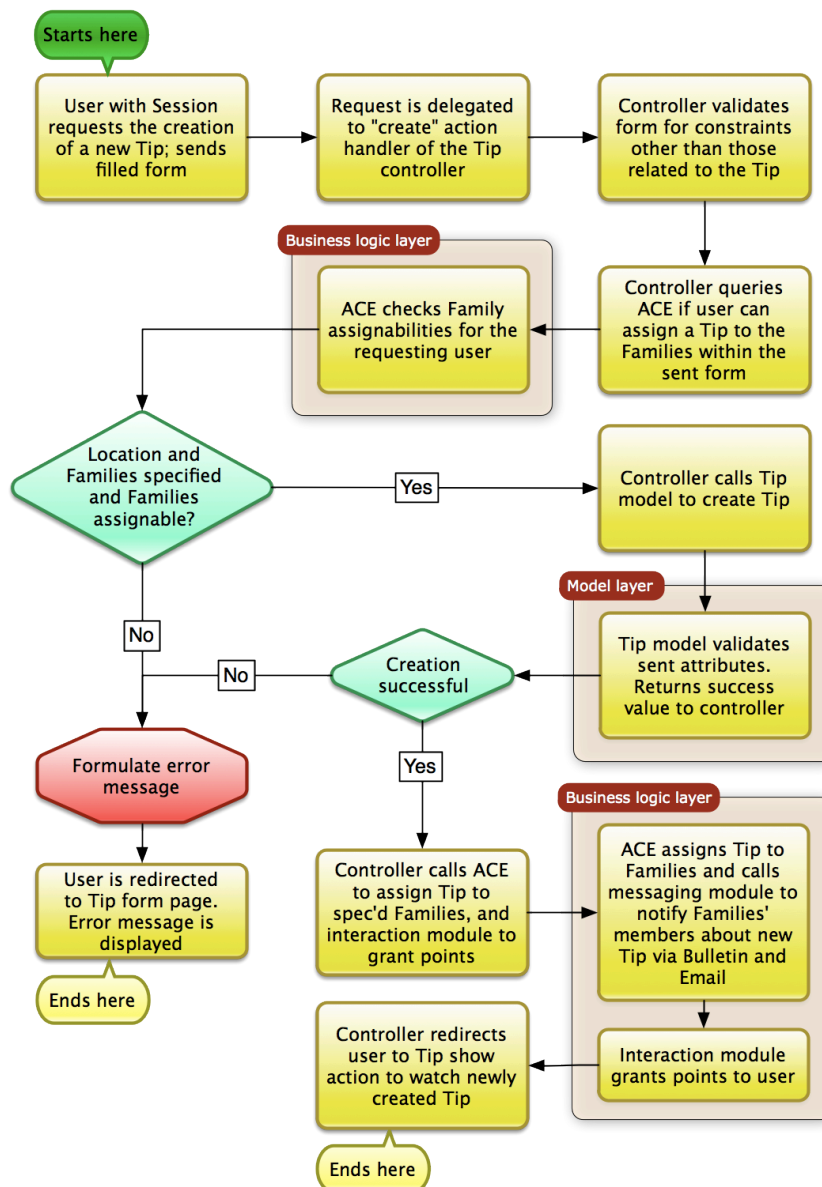 Starts here
User with Session
requests the creation
of a new Tip; sends
filled form
Request is delegated
to "create" action
handler of the Tip
controller
Controller validates
form for constraints
other than those
related to the Tip
Business logic layer
ACE checks Family
assignabilities for the
requesting user
Controller queries
ACE if user can
assign a Tip to the
Families within the
sent form
Location and
Families specified
and Families
assignable?
Yes
Controller calls Tip
model to create Tip
No
Model layer
Tip model validates
sent attributes.
Returns success
value to controller
Creation
successful
No
Yes
Formulate error
message
User is redirected
to Tip form page.
Error message is
displayed
Ends here
Controller calls ACE
to assign Tip to
spec'd Families, and
interaction module to
grant points
Business logic layer
ACE assigns Tip to
Families and calls
messaging module to
notify Families'
members about new
Tip via Bulletin and
Email
Interaction module
grants points to user
Controller redirects
user to Tip show
action to watch newly
created Tip
Ends here